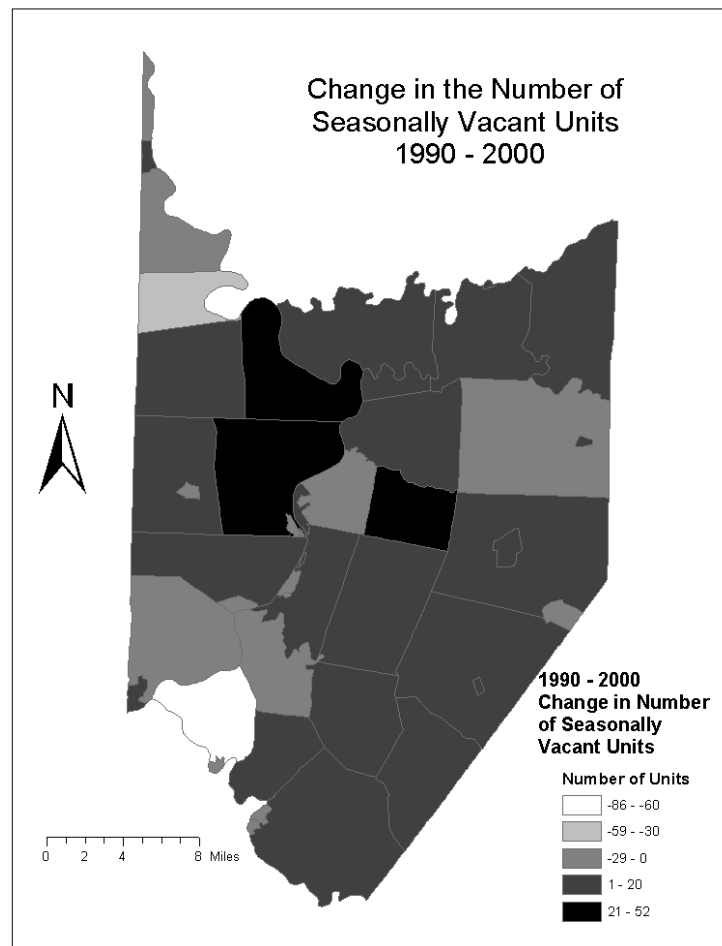 Change in the Number of
Seasonally Vacant Units
1990 - 2000
N
1990 - 2000
Change in Number
of Seasonally
Vacant Units
Number of Units
-86 - -60
-59 - -30
-29 - 0
1 - 20
21 - 52
0 2 4 8 Miles